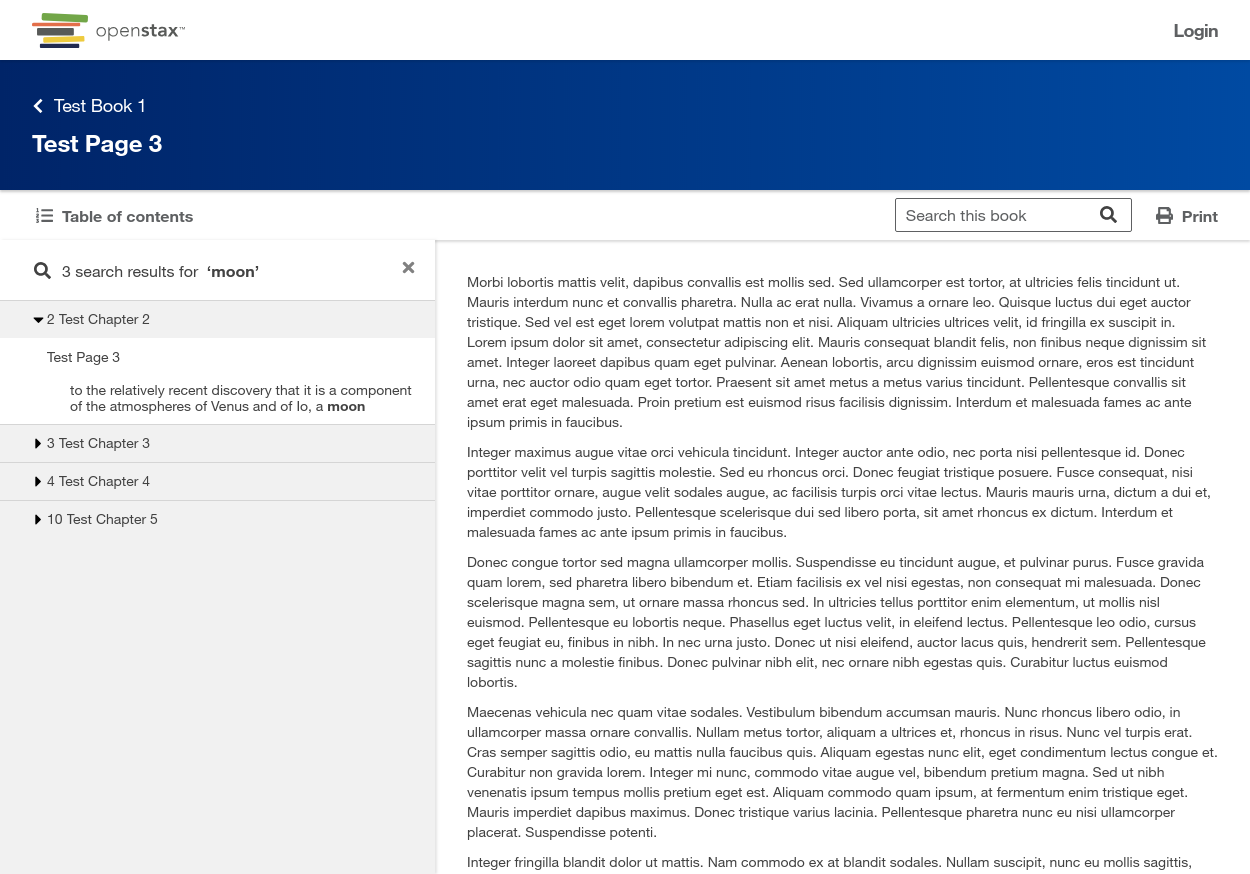 openstax™
Login
Test Book 1
Test Page 3
Table of contents
Search this book
Print
3 search results for ‘moon’
2 Test Chapter 2
Test Page 3
to the relatively recent discovery that it is a component
of the atmospheres of Venus and of Io, a moon
3 Test Chapter 3
4 Test Chapter 4
10 Test Chapter 5
Morbi lobortis mattis velit, dapibus convallis est mollis sed. Sed ullamcorper est tortor, at ultricies felis tincidunt ut.
Mauris interdum nunc et convallis pharetra. Nulla ac erat nulla. Vivamus a ornare leo. Quisque luctus dui eget auctor
tristique. Sed vel est eget lorem volutpat mattis non et nisi. Aliquam ultricies ultrices velit, id fringilla ex suscipit in.
Lorem ipsum dolor sit amet, consectetur adipiscing elit. Mauris consequat blandit felis, non finibus neque dignissim sit
amet. Integer laoreet dapibus quam eget pulvinar. Aenean lobortis, arcu dignissim euismod ornare, eros est tincidunt
urna, nec auctor odio quam eget tortor. Praesent sit amet metus a metus varius tincidunt. Pellentesque convallis sit
amet erat eget malesuada. Proin pretium est euismod risus facilisis dignissim. Interdum et malesuada fames ac ante
ipsum primis in faucibus.
Integer maximus augue vitae orci vehicula tincidunt. Integer auctor ante odio, nec porta nisi pellentesque id. Donec
porttitor velit vel turpis sagittis molestie. Sed eu rhoncus orci. Donec feugiat tristique posuere. Fusce consequat, nisi
vitae porttitor ornare, augue velit sodales augue, ac facilisis turpis orci vitae lectus. Mauris mauris urna, dictum a dui et,
imperdiet commodo justo. Pellentesque scelerisque dui sed libero porta, sit amet rhoncus ex dictum. Interdum et
malesuada fames ac ante ipsum primis in faucibus.
Donec congue tortor sed magna ullamcorper mollis. Suspendisse eu tincidunt augue, et pulvinar purus. Fusce gravida
quam lorem, sed pharetra libero bibendum et. Etiam facilisis ex vel nisi egestas, non consequat mi malesuada. Donec
scelerisque magna sem, ut ornare massa rhoncus sed. In ultricies tellus porttitor enim elementum, ut mollis nisl
euismod. Pellentesque eu lobortis neque. Phasellus eget luctus velit, in eleifend lectus. Pellentesque leo odio, cursus
eget feugiat eu, finibus in nibh. In nec urna justo. Donec ut nisi eleifend, auctor lacus quis, hendrerit sem. Pellentesque
sagittis nunc a molestie finibus. Donec pulvinar nibh elit, nec ornare nibh egestas quis. Curabitur luctus euismod
lobortis.
Maecenas vehicula nec quam vitae sodales. Vestibulum bibendum accumsan mauris. Nunc rhoncus libero odio, in
ullamcorper massa ornare convallis. Nullam metus tortor, aliquam a ultrices et, rhoncus in risus. Nunc vel turpis erat.
Cras semper sagittis odio, eu mattis nulla faucibus quis. Aliquam egestas nunc elit, eget condimentum lectus congue et.
Curabitur non gravida lorem. Integer mi nunc, commodo vitae augue vel, bibendum pretium magna. Sed ut nibh
venenatis ipsum tempus mollis pretium eget est. Aliquam commodo quam ipsum, at fermentum enim tristique eget.
Mauris imperdiet dapibus maximus. Donec tristique varius lacinia. Pellentesque pharetra nunc eu nisi ullamcorper
placerat. Suspendisse potenti.
Integer fringilla blandit dolor ut mattis. Nam commodo ex at blandit sodales. Nullam suscipit, nunc eu mollis sagittis,